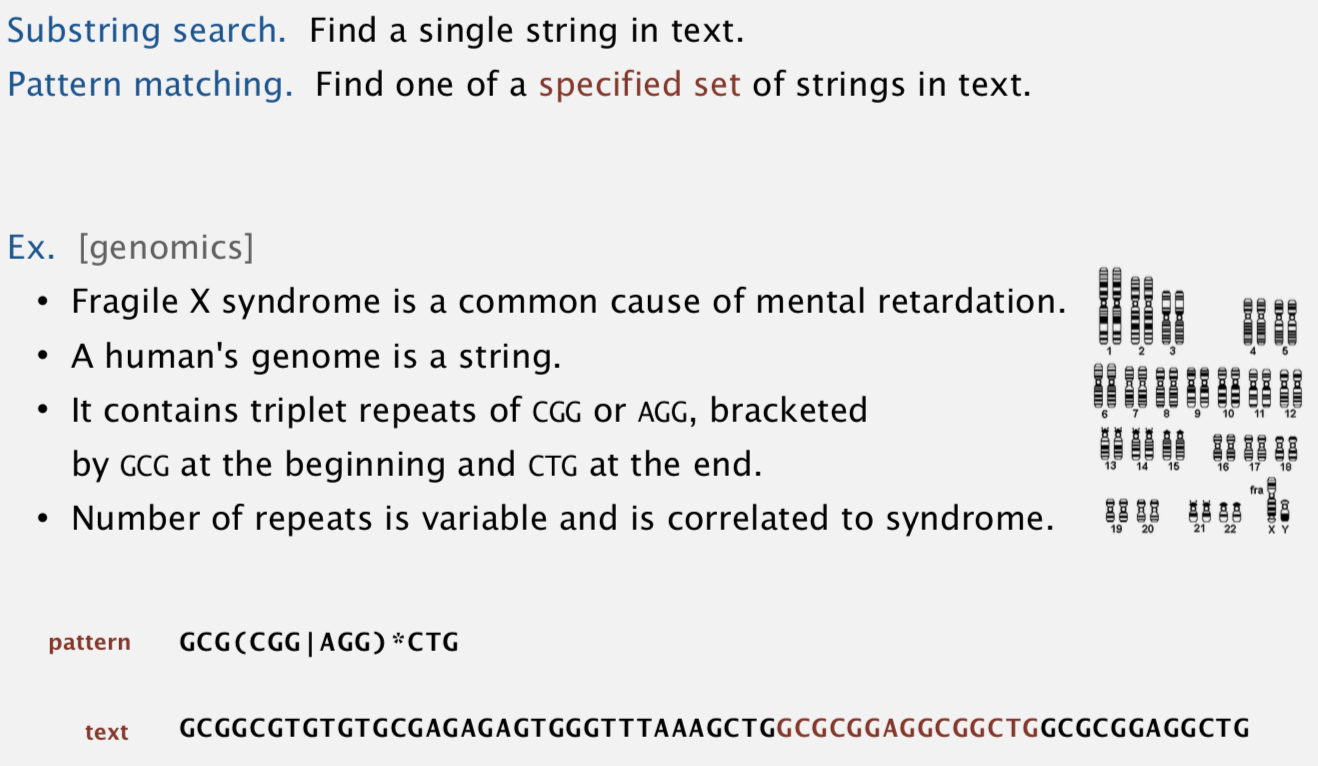 Substring search. Find a single string in text.
Pattern matching. Find one of a specified set of strings in text.
Ex. [genomics]
• Fragile X syndrome is a common cause of mental retardation.
• A human's genome is a string.
• It contains triplet repeats of CGG or AGG, bracketed
by GCG at the beginning and CTG at the end.
• Number of repeats is variable and is correlated to syndrome.
1 2 3 4 5
6 7 8 9 10 11 12
13 14 15 16 17 18
fra
19 20 21 22 X Y
pattern GCG(CGG|AGG)*CTG
text GCGGCGTGTGTGCGAGAGAGTGGGTTTAAAGCTGGCGCGGAGGCGGCTGGCGCGGAGGCTG